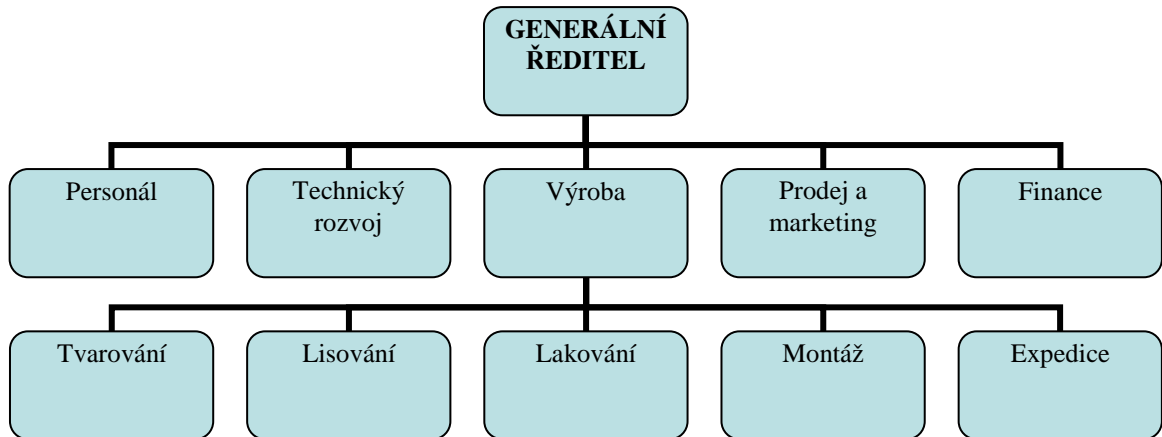 GENERÁLNÍ
ŘEDITEL
Personál
Technický
rozvoj
Výroba
Prodej a
marketing
Finance
Tvarování
Lisování
Lakování
Montáž
Expedice